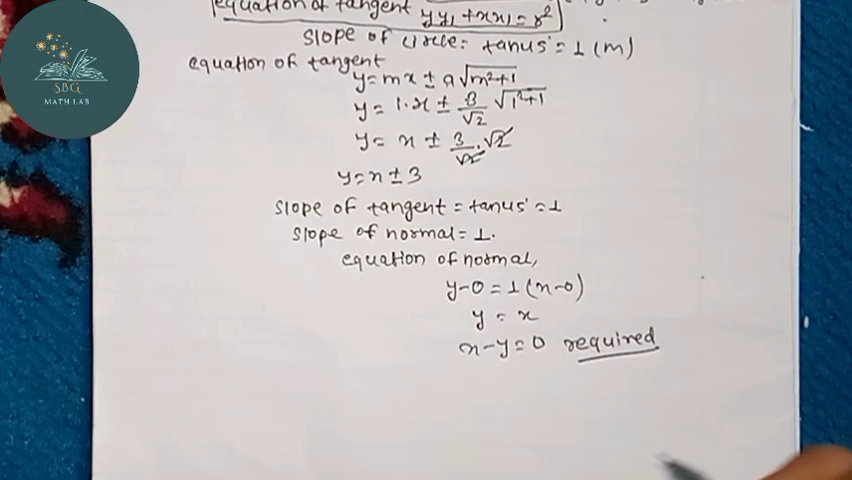 equation of tangent yy1 + xx1 = r²
slope of circle = tan45° = 1 (m)
equation of tangent
y = mx ± a√m²+1
y = 1·x ± 3/√2 √1²+1
y = x ± 3/√2 · √2
y = x ± 3
slope of tangent = tan45° = 1
slope of normal = 1.
equation of normal,
y-0 = 1(x-0)
y = x
x-y = 0 required
SBG
MATH LAB